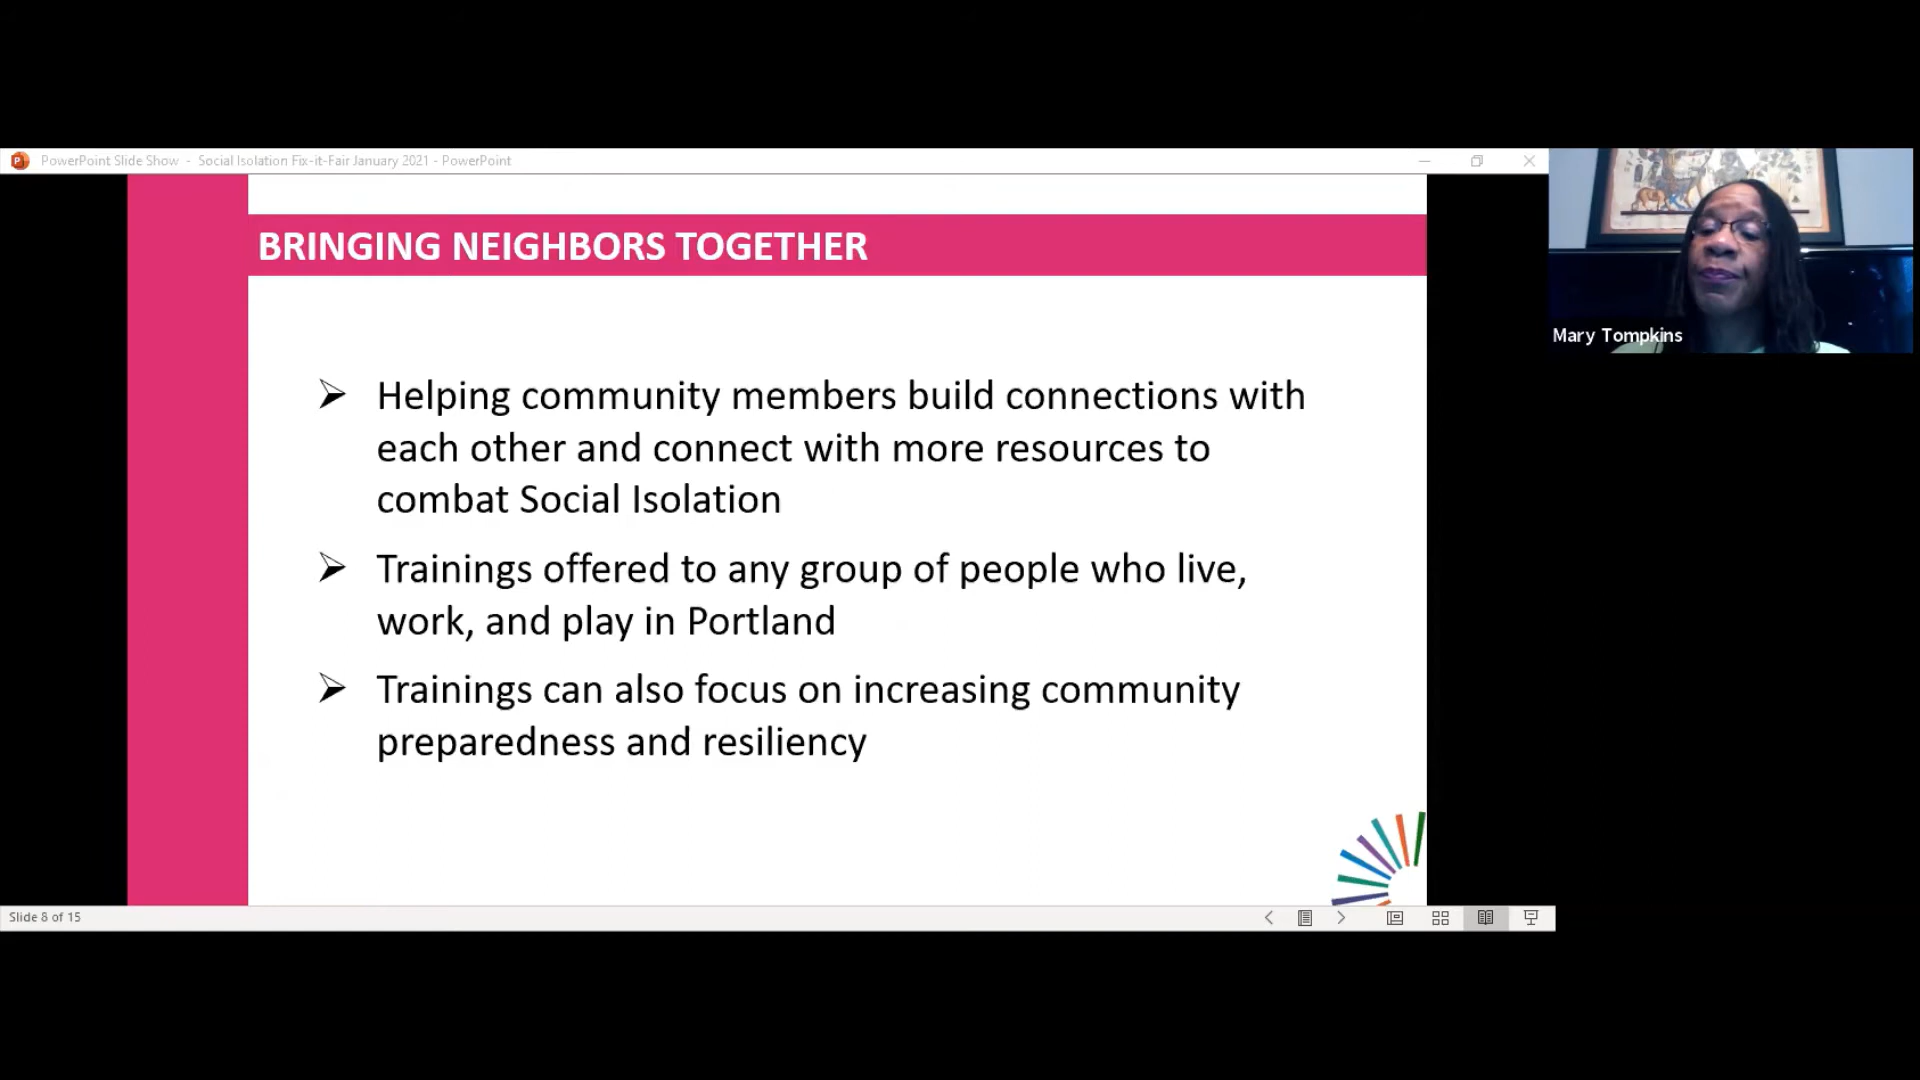 PowerPoint Slide Show - Social Isolation Fix-it-Fair January 2021 - PowerPoint
BRINGING NEIGHBORS TOGETHER
Mary Tompkins
➢ Helping community members build connections with
each other and connect with more resources to
combat Social Isolation
➢ Trainings offered to any group of people who live,
work, and play in Portland
➢ Trainings can also focus on increasing community
preparedness and resiliency
Slide 8 of 15